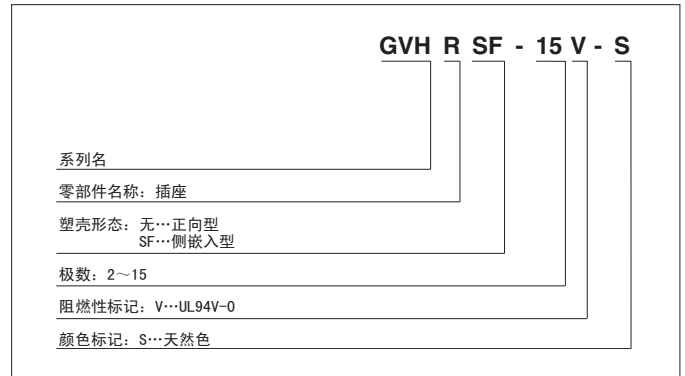 GVH R SF - 15 V - S
系列名
零部件名称：插座
塑壳形态：无…正向型
SF…侧嵌入型
极数：2～15
阻燃性标记：V…UL94V-0
颜色标记：S…天然色